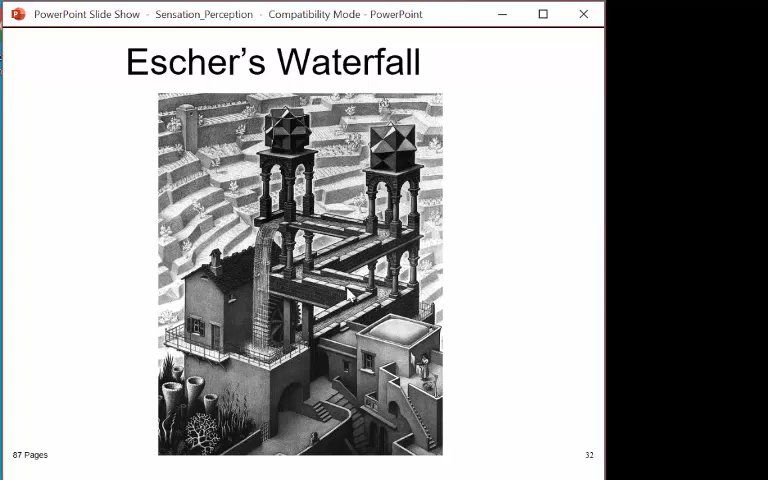 PowerPoint Slide Show - Sensation_Perception - Compatibility Mode - PowerPoint
Escher's Waterfall
87 Pages
32